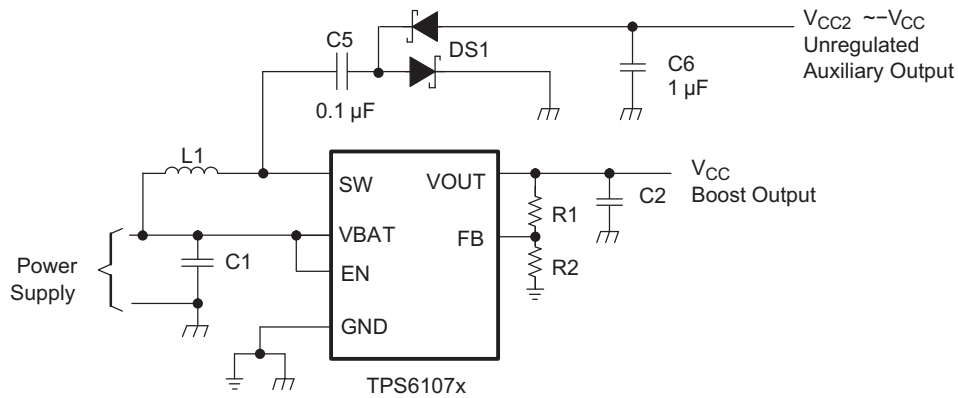 V_CC2 ~–V_CC
Unregulated
Auxiliary Output
C5
DS1
C6
1 µF
0.1 µF
L1
SW
VOUT
V_CC
Boost Output
C2
R1
VBAT
FB
Power
Supply
C1
EN
R2
GND
TPS6107x